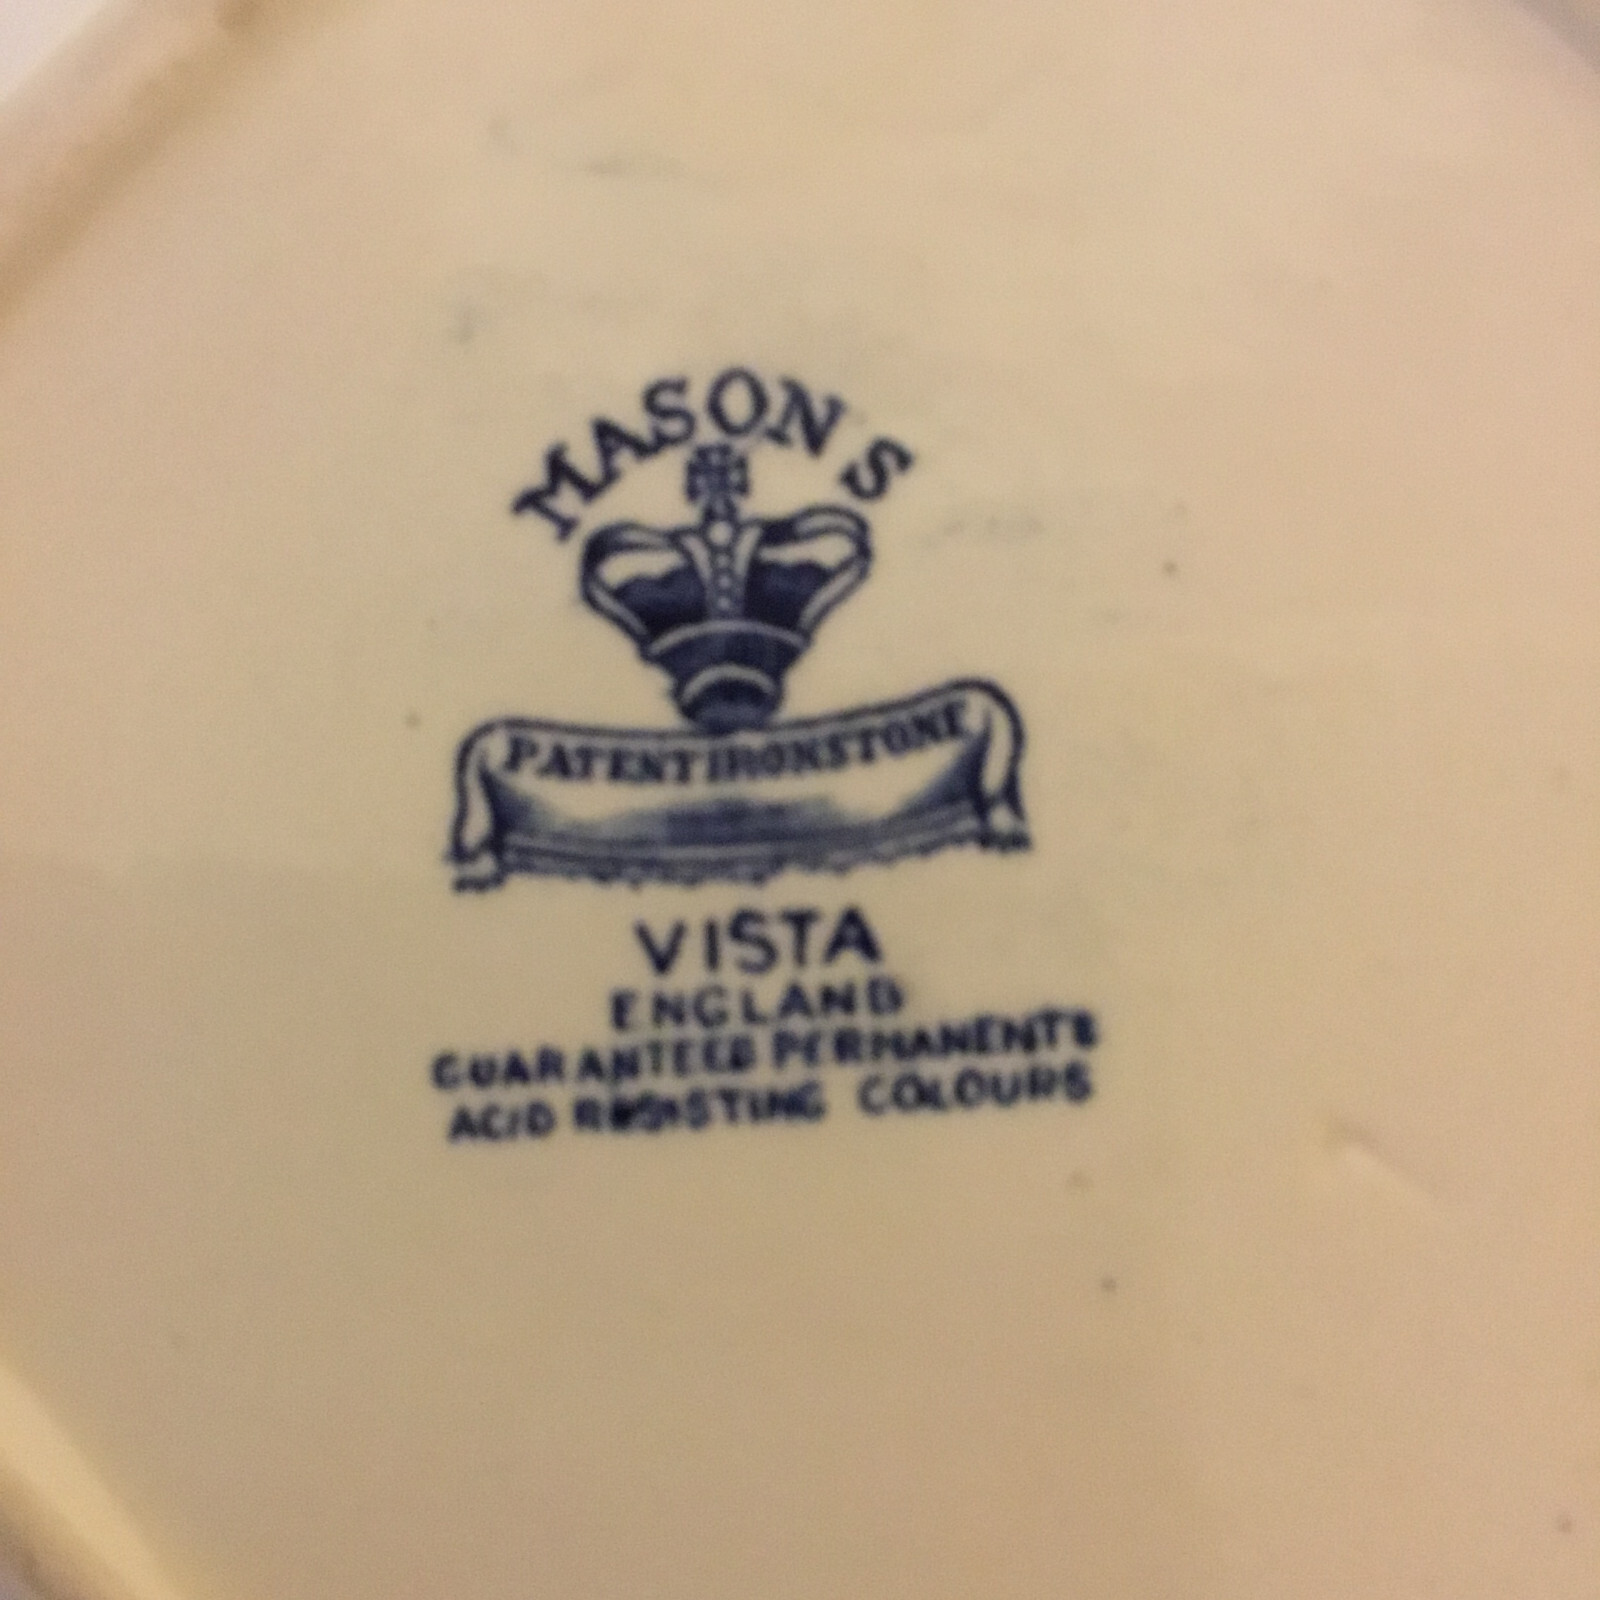 MASON'S
PATENT IRONSTONE
VISTA
ENGLAND
GUARANTEED PERMANENT &
ACID RESISTING COLOURS